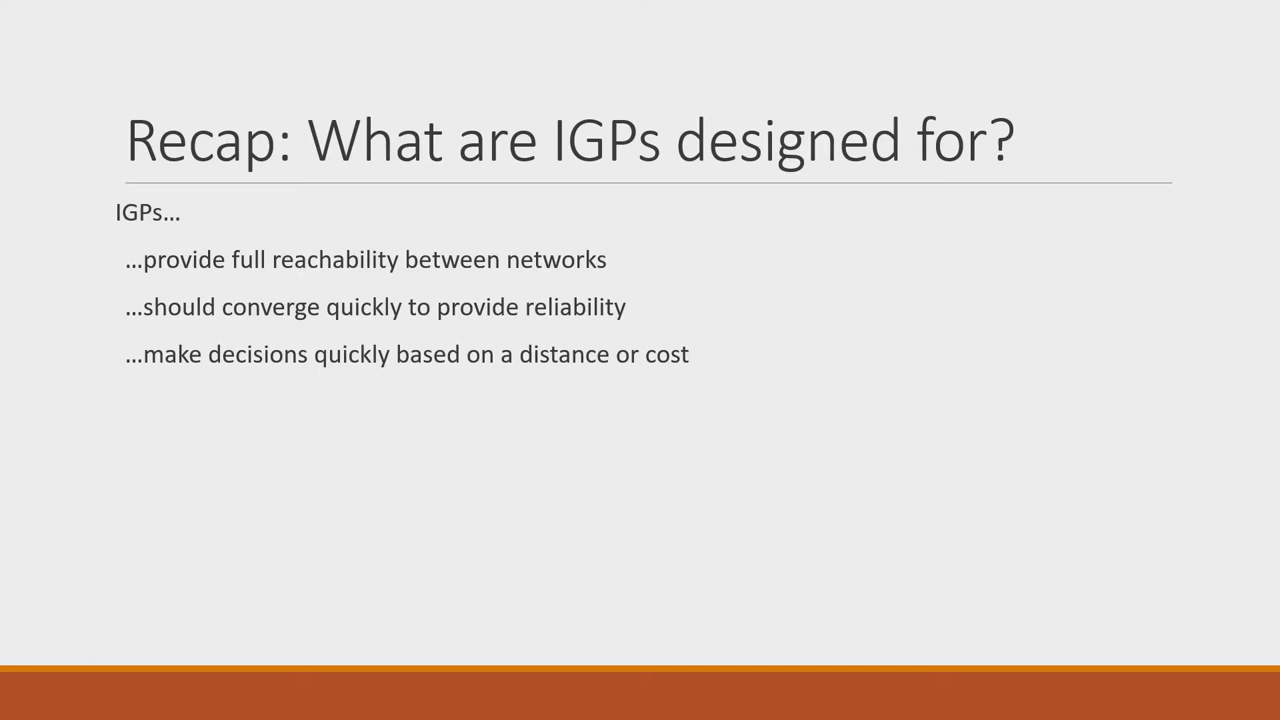 Recap: What are IGPs designed for?
IGPs…
…provide full reachability between networks
…should converge quickly to provide reliability
…make decisions quickly based on a distance or cost